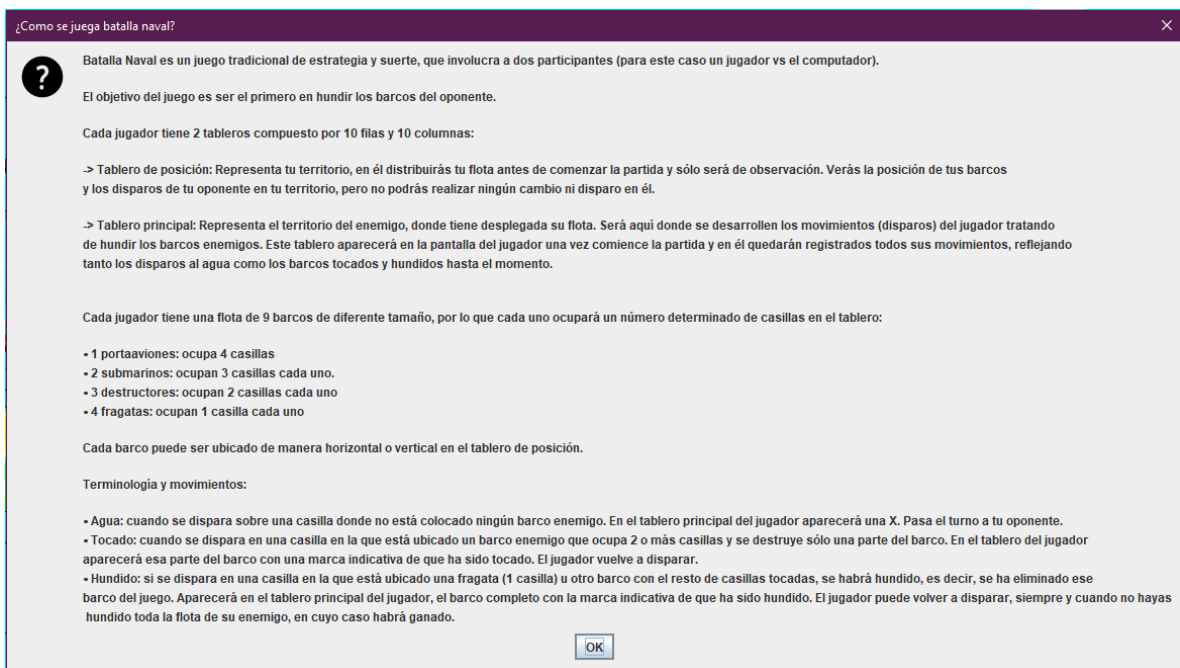 ¿Como se juega batalla naval?
Batalla Naval es un juego tradicional de estrategia y suerte, que involucra a dos participantes (para este caso un jugador vs el computador).
El objetivo del juego es ser el primero en hundir los barcos del oponente.
Cada jugador tiene 2 tableros compuesto por 10 filas y 10 columnas:
-> Tablero de posición: Representa tu territorio, en él distribuirás tu flota antes de comenzar la partida y sólo será de observación. Verás la posición de tus barcos
y los disparos de tu oponente en tu territorio, pero no podrás realizar ningún cambio ni disparo en él.
-> Tablero principal: Representa el territorio del enemigo, donde tiene desplegada su flota. Será aquí donde se desarrollen los movimientos (disparos) del jugador tratando
de hundir los barcos enemigos. Este tablero aparecerá en la pantalla del jugador una vez comience la partida y en él quedarán registrados todos sus movimientos, reflejando
tanto los disparos al agua como los barcos tocados y hundidos hasta el momento.
Cada jugador tiene una flota de 9 barcos de diferente tamaño, por lo que cada uno ocupará un número determinado de casillas en el tablero:
• 1 portaaviones: ocupa 4 casillas
• 2 submarinos: ocupan 3 casillas cada uno.
• 3 destructores: ocupan 2 casillas cada uno
• 4 fragatas: ocupan 1 casilla cada uno
Cada barco puede ser ubicado de manera horizontal o vertical en el tablero de posición.
Terminología y movimientos:
• Agua: cuando se dispara sobre una casilla donde no está colocado ningún barco enemigo. En el tablero principal del jugador aparecerá una X. Pasa el turno a tu oponente.
• Tocado: cuando se dispara en una casilla en la que está ubicado un barco enemigo que ocupa 2 o más casillas y se destruye sólo una parte del barco. En el tablero del jugador
aparecerá esa parte del barco con una marca indicativa de que ha sido tocado. El jugador vuelve a disparar.
• Hundido: si se dispara en una casilla en la que está ubicado una fragata (1 casilla) u otro barco con el resto de casillas tocadas, se habrá hundido, es decir, se ha eliminado ese
barco del juego. Aparecerá en el tablero principal del jugador, el barco completo con la marca indicativa de que ha sido hundido. El jugador puede volver a disparar, siempre y cuando no hayas
hundido toda la flota de su enemigo, en cuyo caso habrá ganado.
OK